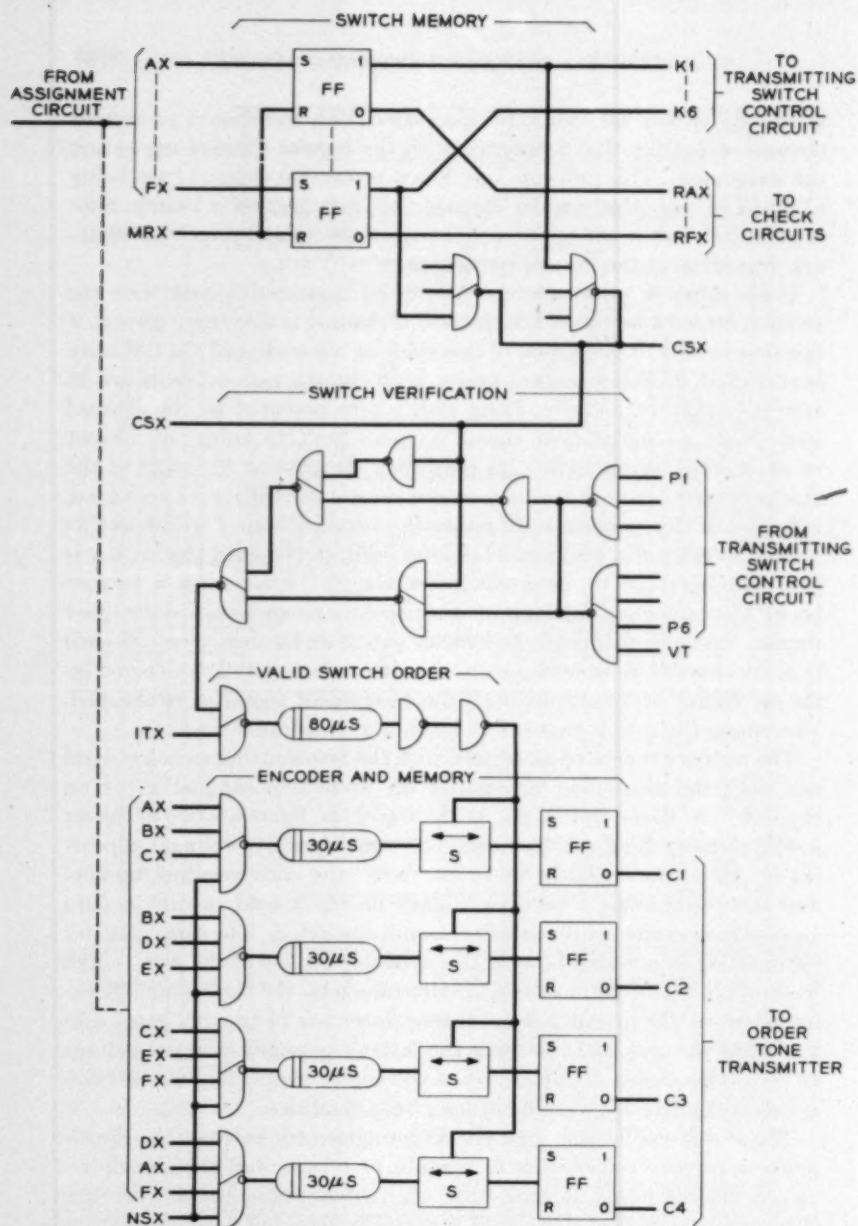 SWITCH MEMORY
FROM
ASSIGNMENT
CIRCUIT
AX
S 1
FF
R 0
K1
K6
TO
TRANSMITTING
SWITCH
CONTROL
CIRCUIT
FX
MRX
S 1
FF
R 0
RAX
RFX
TO
CHECK
CIRCUITS
CSX
SWITCH VERIFICATION
CSX
P1
P6
VT
FROM
TRANSMITTING
SWITCH
CONTROL
CIRCUIT
VALID SWITCH ORDER
ITX
80μS
ENCODER AND MEMORY
AX
BX
CX
30μS
S
S 1
FF
R 0
C1
BX
DX
EX
30μS
S
S 1
FF
R 0
C2
CX
EX
FX
30μS
S
S 1
FF
R 0
C3
DX
AX
FX
NSX
30μS
S
S 1
FF
R 0
C4
TO
ORDER
TONE
TRANSMITTER